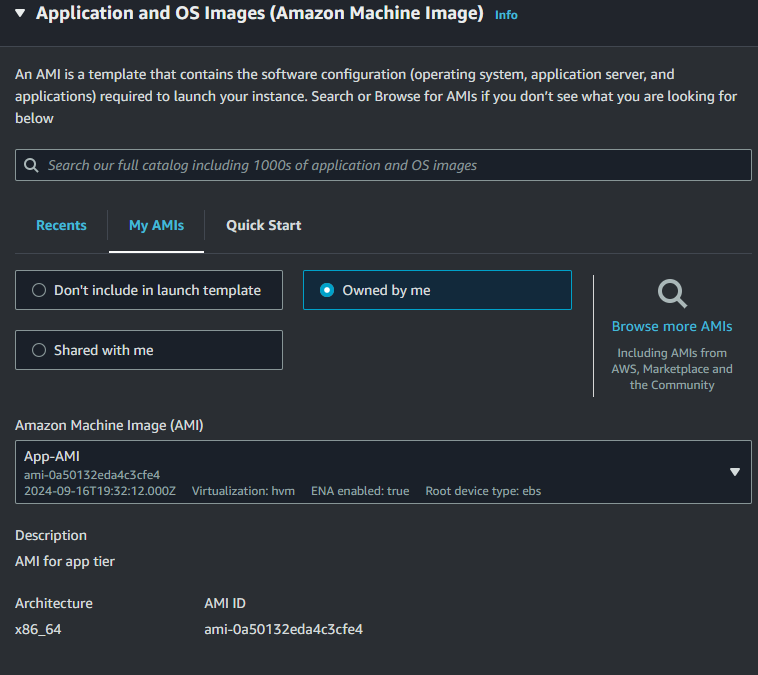 Application and OS Images (Amazon Machine Image) Info
An AMI is a template that contains the software configuration (operating system, application server, and
applications) required to launch your instance. Search or Browse for AMIs if you don’t see what you are looking for
below
Search our full catalog including 1000s of application and OS images
Recents My AMIs Quick Start
Don't include in launch template
Owned by me
Shared with me
Browse more AMIs
Including AMIs from
AWS, Marketplace and
the Community
Amazon Machine Image (AMI)
App-AMI
ami-0a50132eda4c3cfe4
2024-09-16T19:32:12.000Z Virtualization: hvm ENA enabled: true Root device type: ebs
Description
AMI for app tier
Architecture AMI ID
x86_64 ami-0a50132eda4c3cfe4